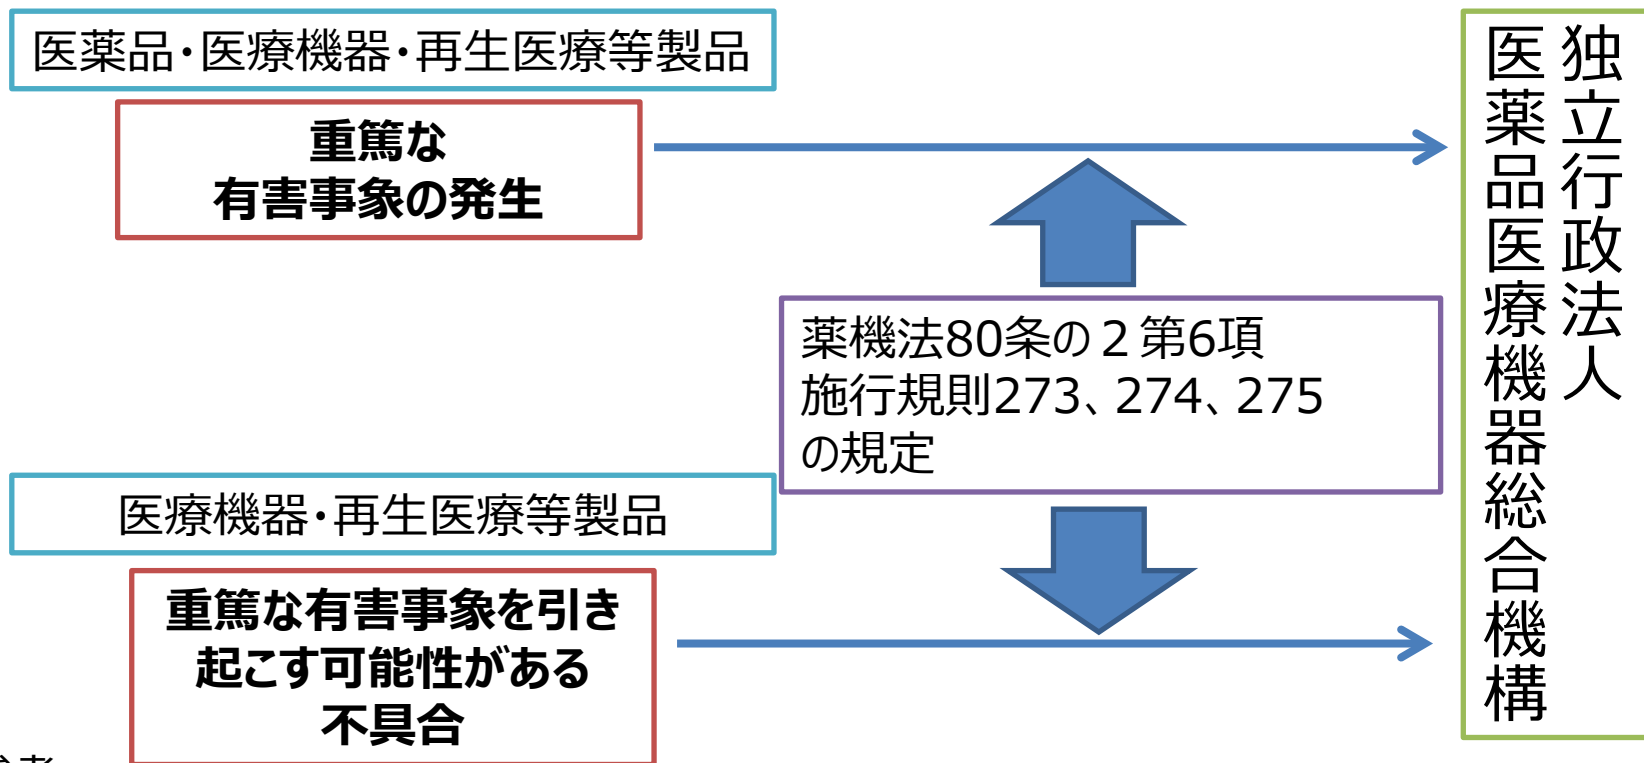 医薬品・医療機器・再生医療等製品
重篤な
有害事象の発生
薬機法80条の２第6項
施行規則273、274、275
の規定
医療機器・再生医療等製品
重篤な有害事象を引き
起こす可能性がある
不具合
独立行政法人
医薬品医療機器総合機構